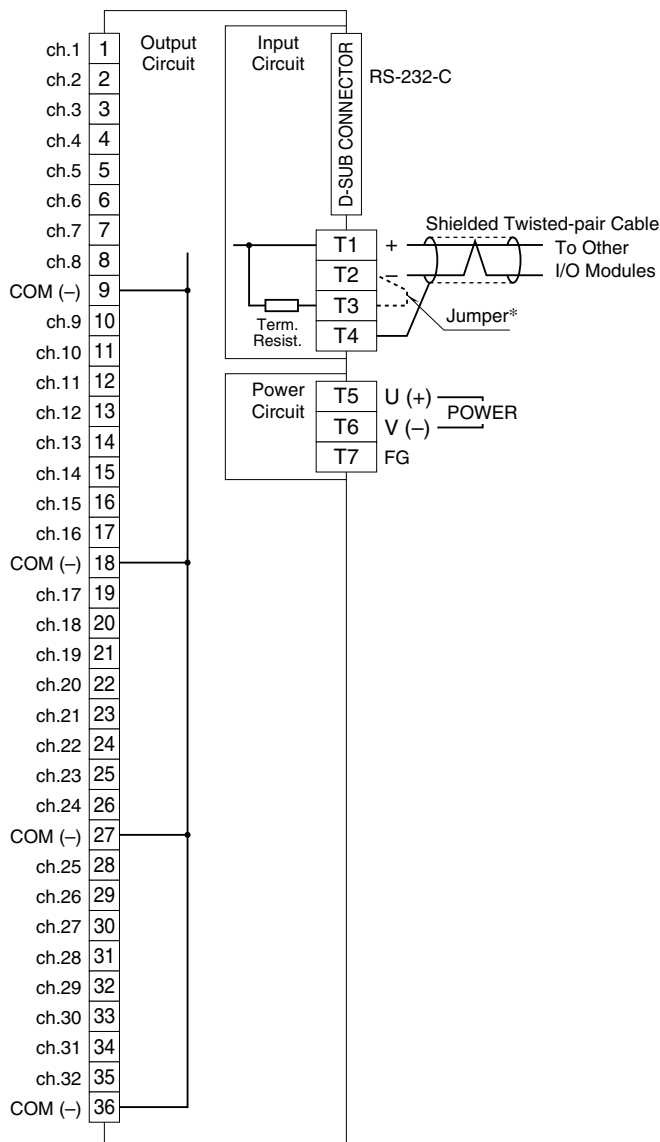 ch.1 1
ch.2 2
ch.3 3
ch.4 4
ch.5 5
ch.6 6
ch.7 7
ch.8 8
COM (–) 9
ch.9 10
ch.10 11
ch.11 12
ch.12 13
ch.13 14
ch.14 15
ch.15 16
ch.16 17
COM (–) 18
ch.17 19
ch.18 20
ch.19 21
ch.20 22
ch.21 23
ch.22 24
ch.23 25
ch.24 26
COM (–) 27
ch.25 28
ch.26 29
ch.27 30
ch.28 31
ch.29 32
ch.30 33
ch.31 34
ch.32 35
COM (–) 36
Output
Circuit
Input
Circuit
D-SUB CONNECTOR
RS-232-C
Shielded Twisted-pair Cable
T1 +
To Other
I/O Modules
T2 –
T3
T4
Jumper*
Term.
Resist.
Power
Circuit
T5 U (+)
T6 V (–)
POWER
T7 FG